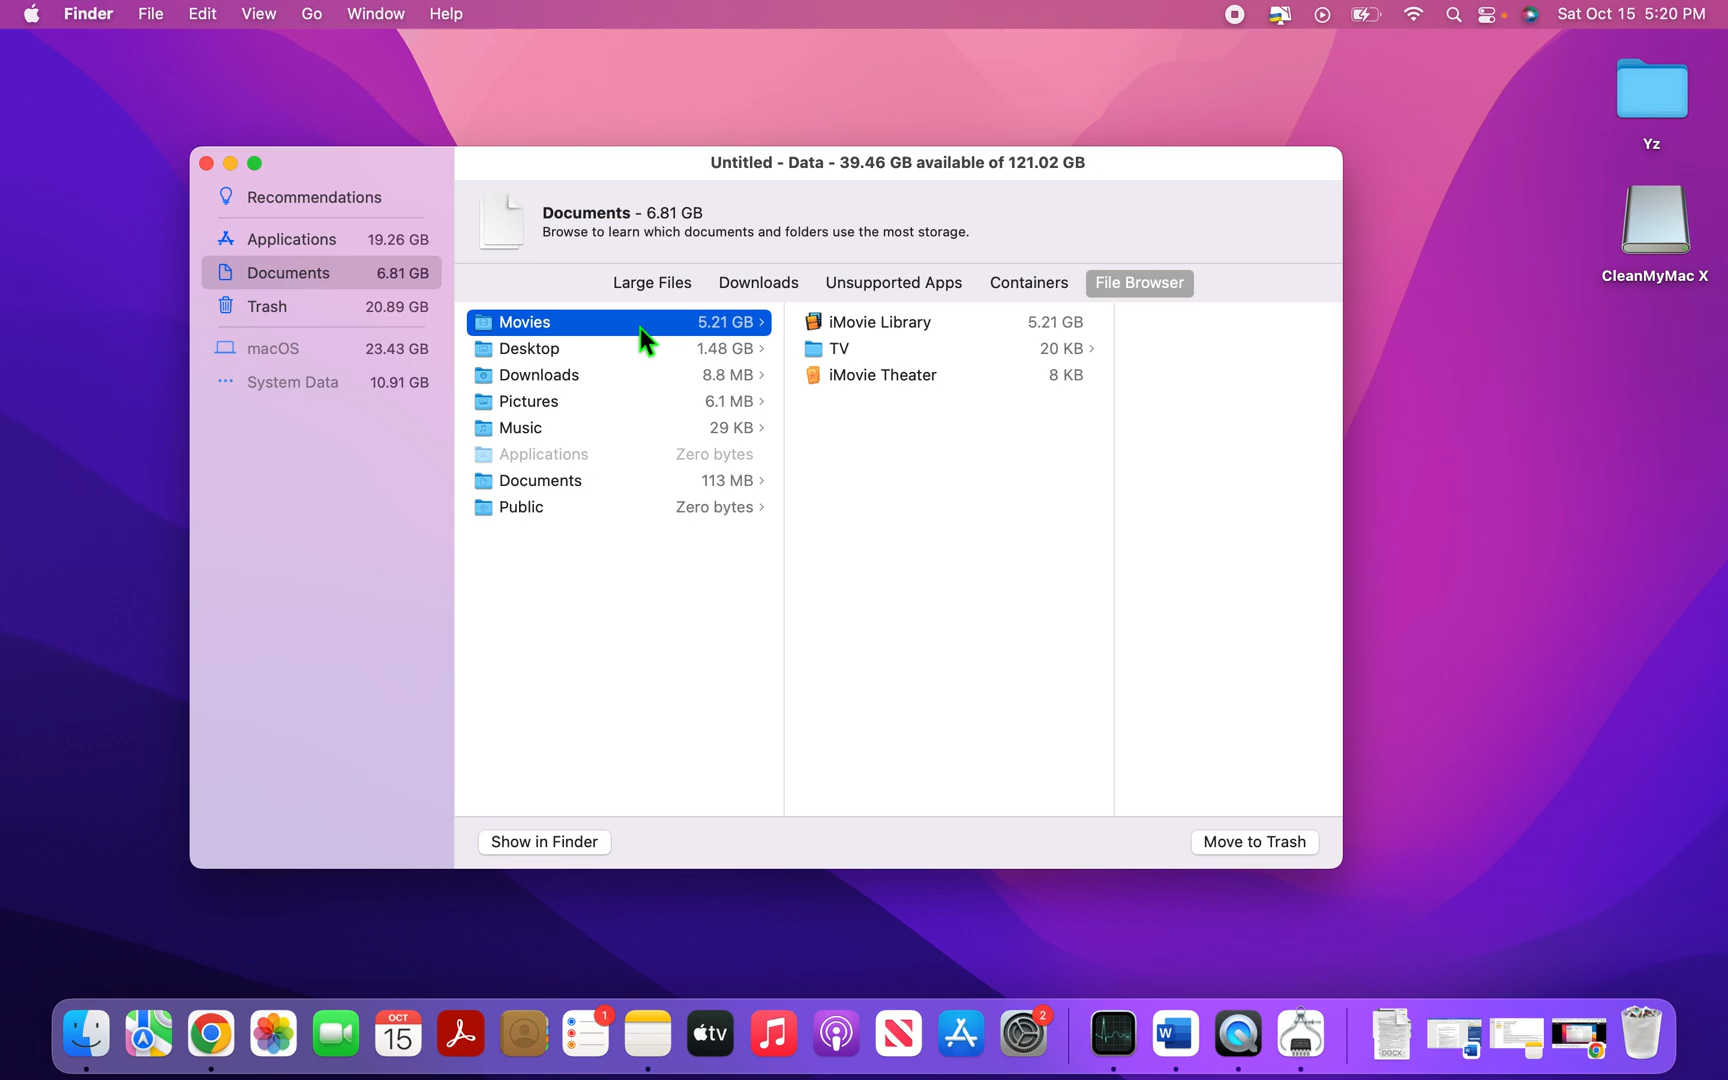 Finder File Edit View Go Window Help Sat Oct 15 5:20 PM
Yz
CleanMyMac X
Untitled - Data - 39.46 GB available of 121.02 GB
Recommendations
Applications 19.26 GB
Documents 6.81 GB
Trash 20.89 GB
macOS 23.43 GB
System Data 10.91 GB
Documents - 6.81 GB
Browse to learn which documents and folders use the most storage.
Large Files Downloads Unsupported Apps Containers File Browser
Movies 5.21 GB
Desktop 1.48 GB
Downloads 8.8 MB
Pictures 6.1 MB
Music 29 KB
Applications Zero bytes
Documents 113 MB
Public Zero bytes
iMovie Library 5.21 GB
TV 20 KB
iMovie Theater 8 KB
Show in Finder Move to Trash
OCT
15
1
tv
2
W
DOCX